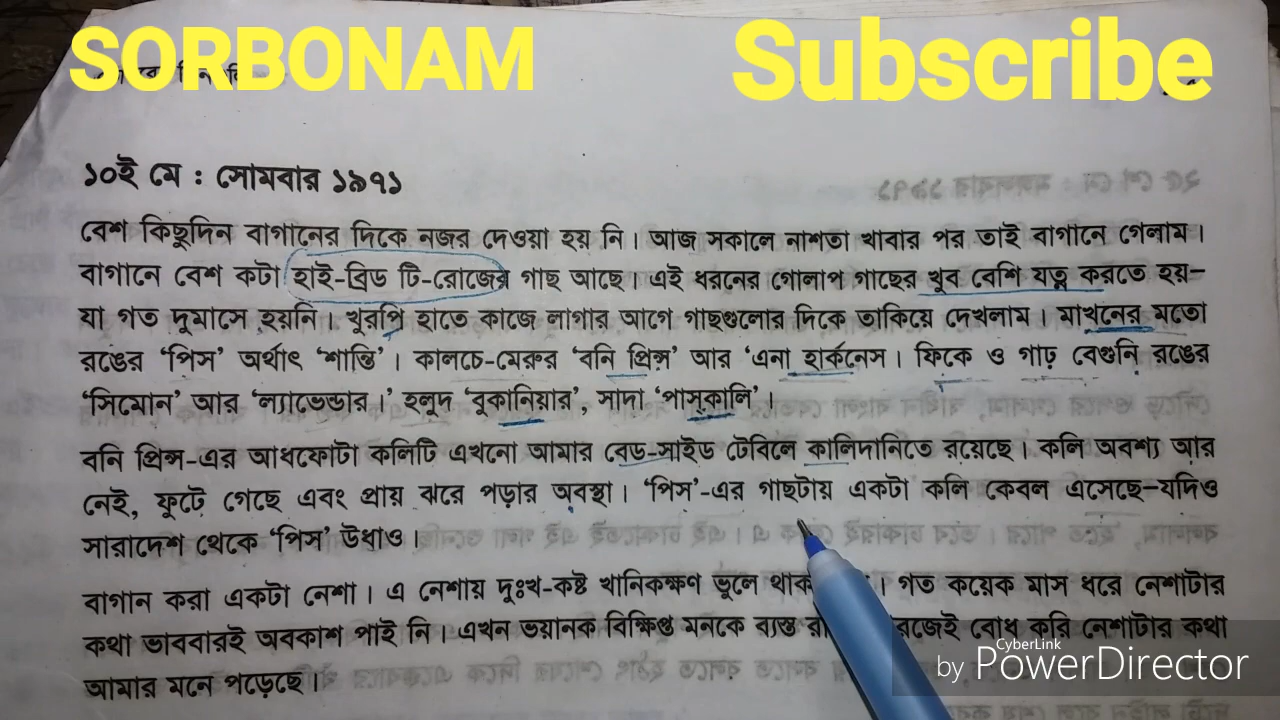 SORBONAM Subscribe
১০ই মে : সোমবার ১৯৭১
বেশ কিছুদিন বাগানের দিকে নজর দেওয়া হয় নি। আজ সকালে নাশতা খাবার পর তাই বাগানে গেলাম।
বাগানে বেশ কটা হাই-ব্রিড টি-রোজের গাছ আছে। এই ধরনের গোলাপ গাছের খুব বেশি যত্ন করতে হয়–
যা গত দুমাসে হয়নি। খুরপি হাতে কাজে লাগার আগে গাছগুলোর দিকে তাকিয়ে দেখলাম। মাখনের মতো
রঙের ‘পিস’ অর্থাৎ ‘শান্তি’। কালচে-মেরুর ‘বনি প্রিন্স’ আর ‘এনা হার্কনেস। ফিকে ও গাঢ় বেগুনি রঙের
‘সিমোন’ আর ‘ল্যাভেন্ডার।’ হলুদ ‘বুকানিয়ার’, সাদা ‘পাস্কালি’।
বনি প্রিন্স-এর আধফোটা কলিটি এখনো আমার বেড-সাইড টেবিলে কালিদানিতে রয়েছে। কলি অবশ্য আর
নেই, ফুটে গেছে এবং প্রায় ঝরে পড়ার অবস্থা। ‘পিস’-এর গাছটায় একটা কলি কেবল এসেছে–যদিও
সারাদেশ থেকে ‘পিস’ উধাও।
বাগান করা একটা নেশা। এ নেশায় দুঃখ-কষ্ট খানিকক্ষণ ভুলে । গত কয়েক মাস ধরে নেশাটার
কথা ভাববারই অবকাশ পাই নি। এখন ভয়ানক বিক্ষিপ্ত মনকে ব্যস্ত বোধ করি নেশাটার কথা
আমার মনে পড়েছে।
CyberLink
by PowerDirector